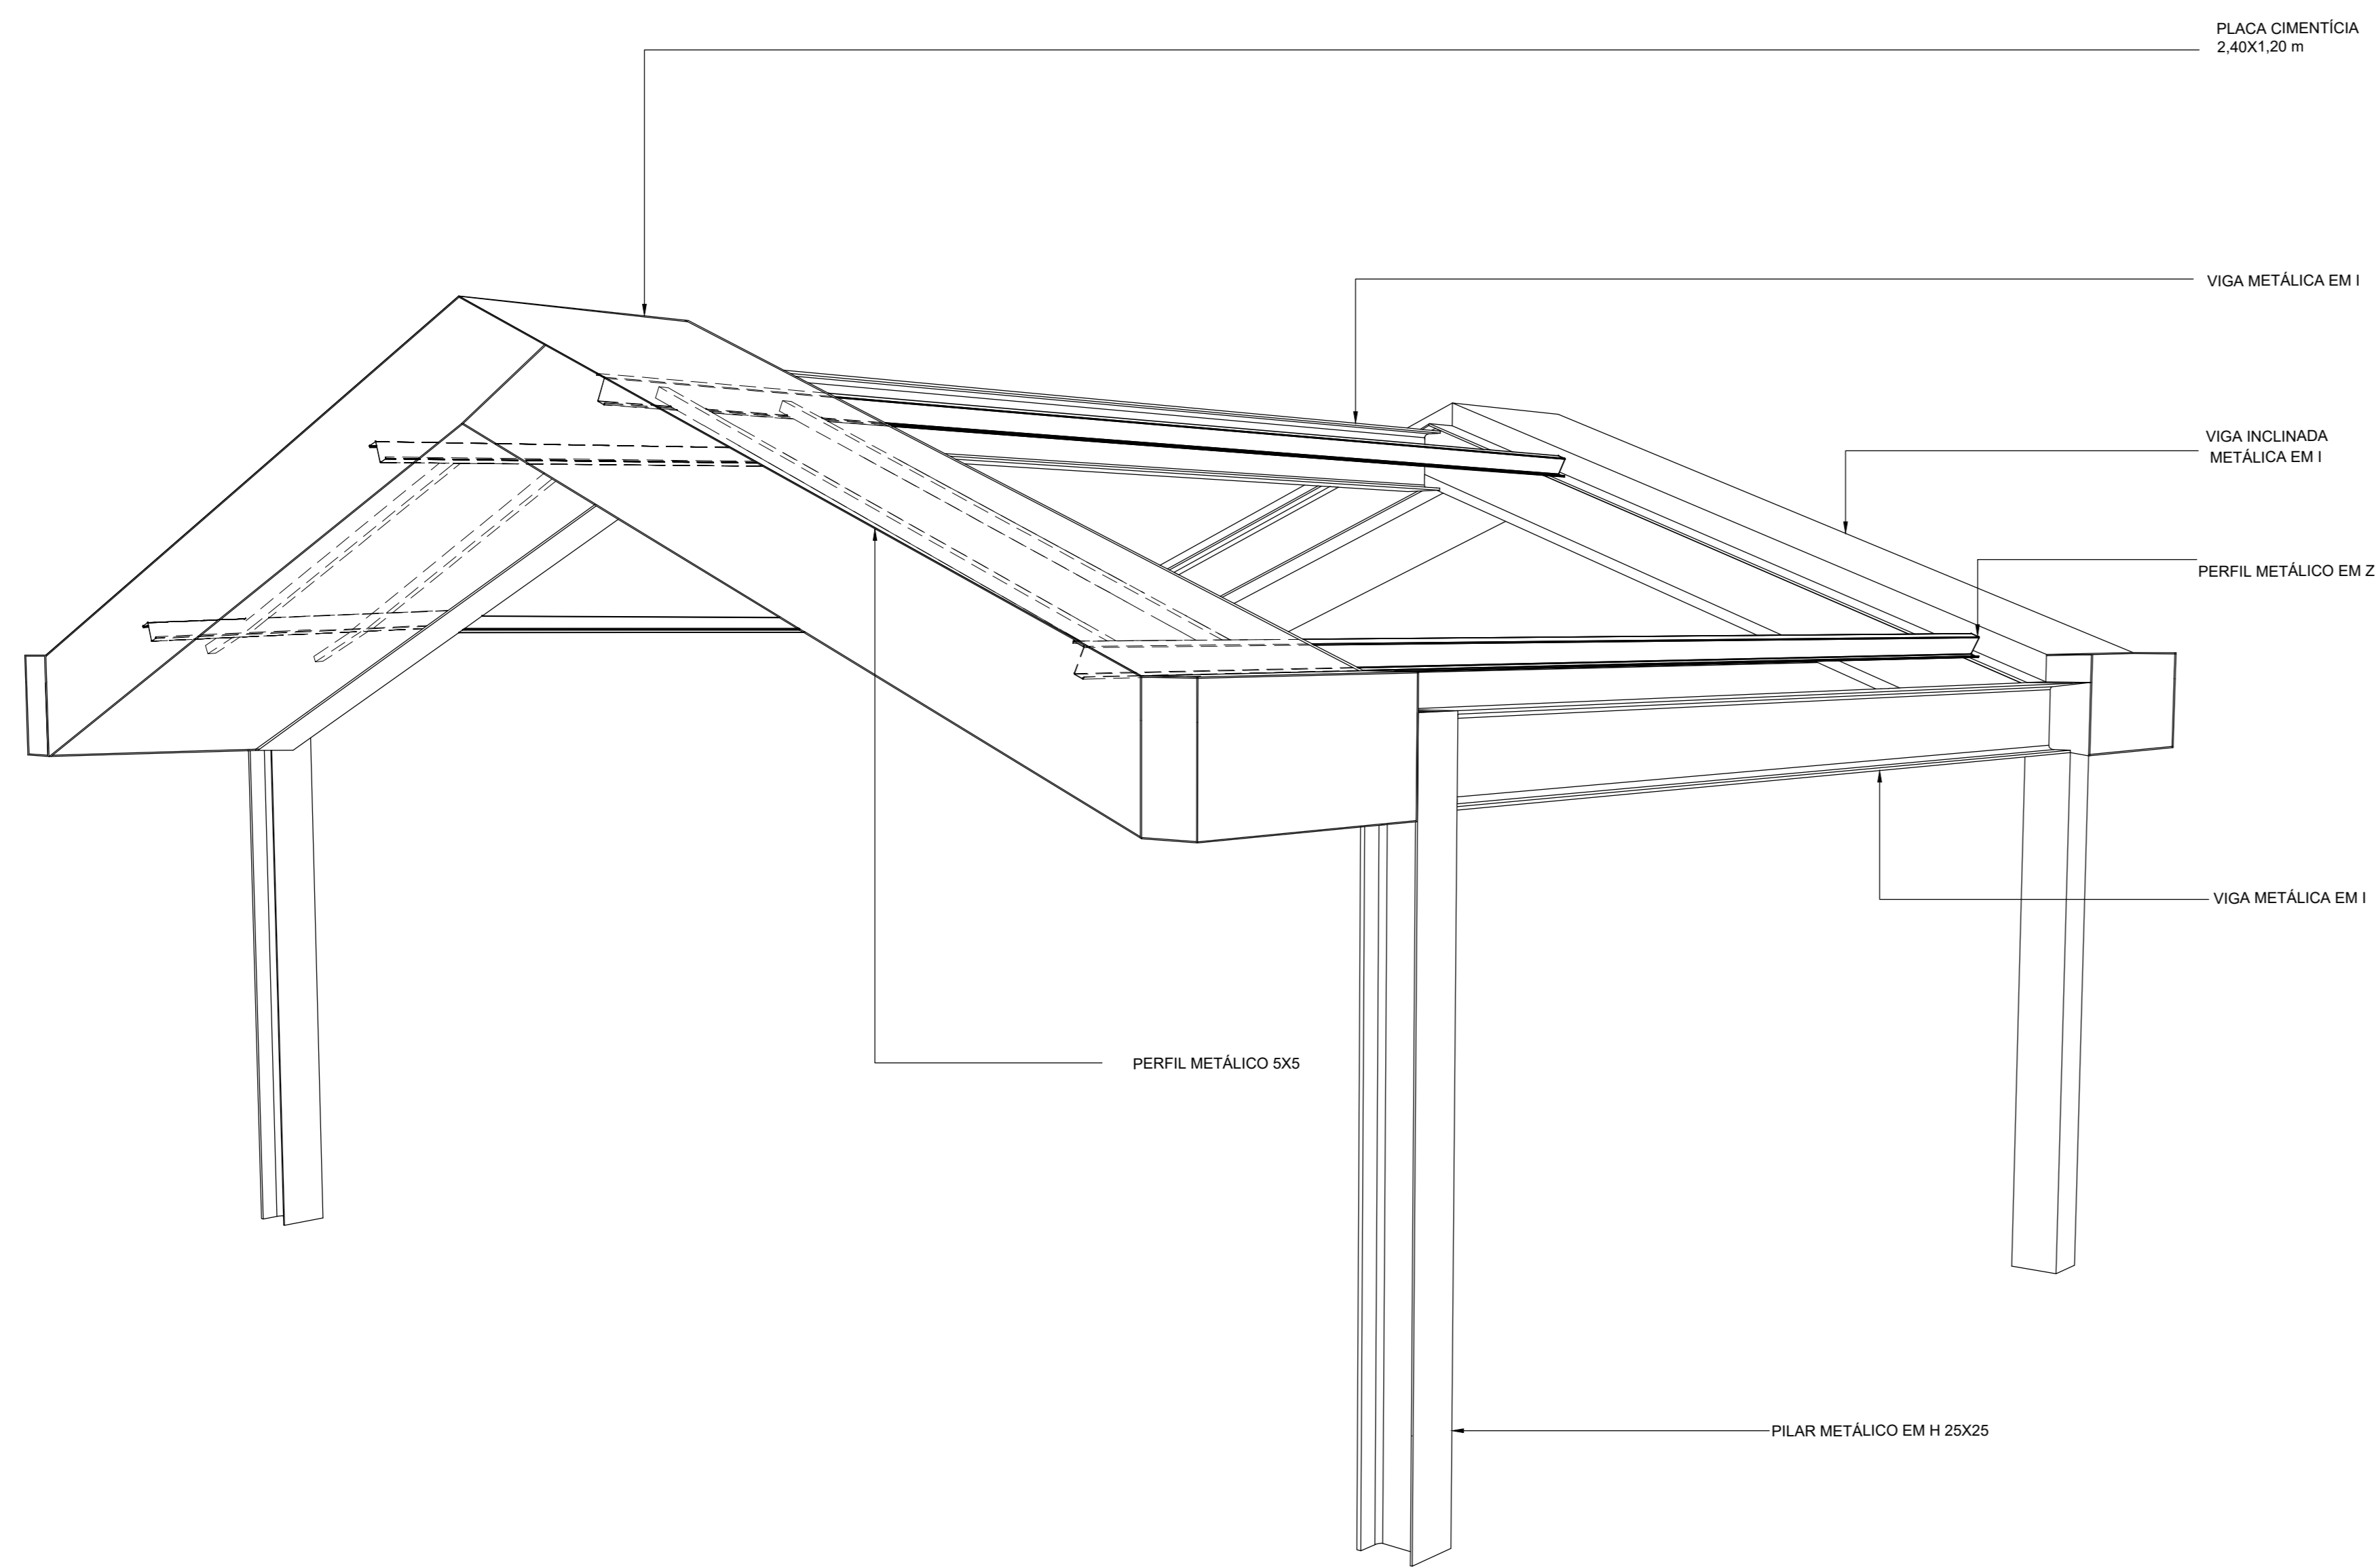 PLACA CIMENTÍCIA
2,40X1,20 m
VIGA METÁLICA EM I
VIGA INCLINADA
METÁLICA EM I
PERFIL METÁLICO EM Z
VIGA METÁLICA EM I
PERFIL METÁLICO 5X5
PILAR METÁLICO EM H 25X25